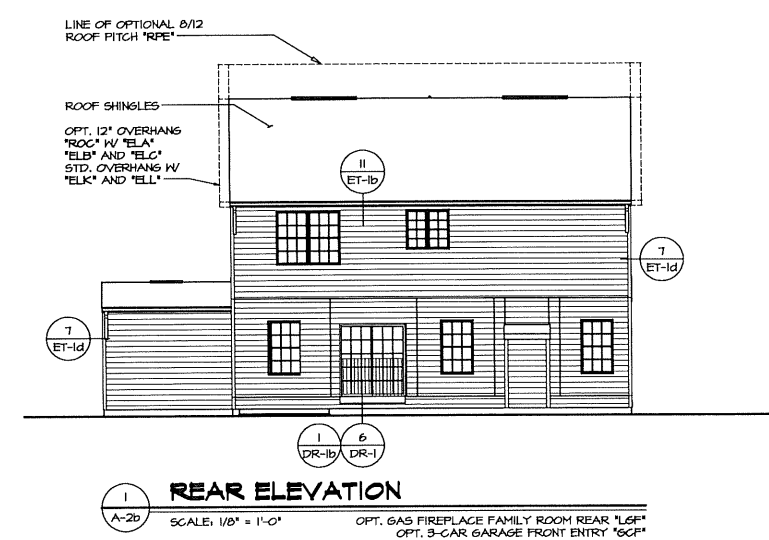 LINE OF OPTIONAL 8/12
ROOF PITCH "RPE"
ROOF SHINGLES
OPT. 12" OVERHANG
"ROC" W/ "ELA"
"ELB" AND "ELC"
STD. OVERHANG W/
"ELK" AND "ELL"
11
ET-1b
7
ET-1d
7
ET-1d
1
DR-1b
6
DR-1
1
A-2b
REAR ELEVATION
SCALE: 1/8" = 1'-0"
OPT. GAS FIREPLACE FAMILY ROOM REAR "LGF"
OPT. 3-CAR GARAGE FRONT ENTRY "GCF"